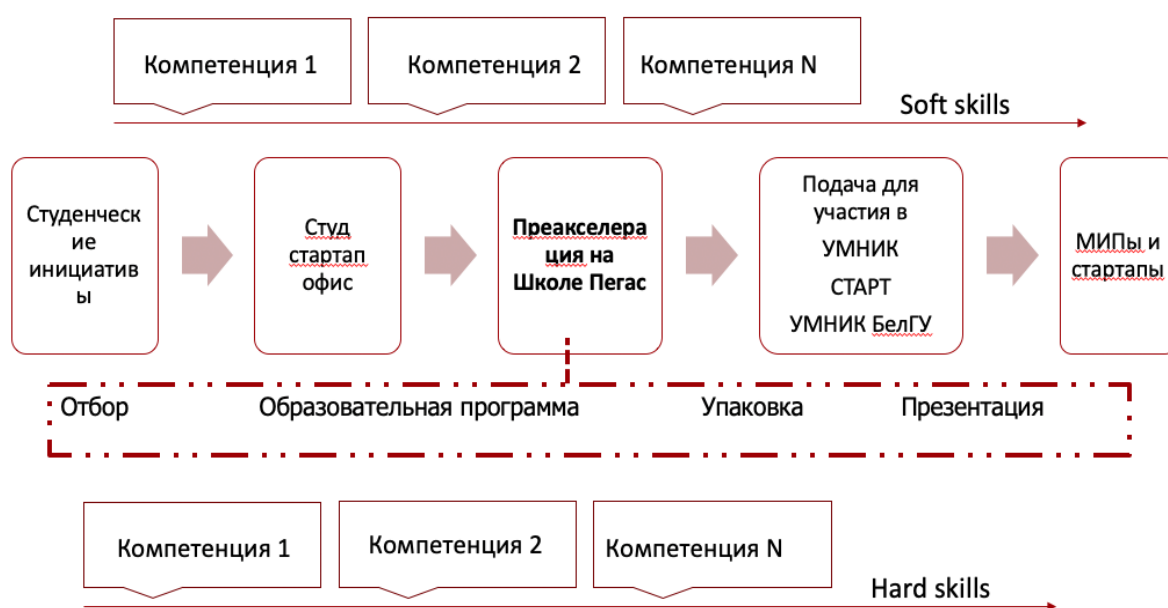 Компетенция 1
Компетенция 2
Компетенция N
Soft skills
Студенческ
ие
инициатив
ы
Студ
стартап
офис
Преакселера
ция на
Школе Пегас
Подача для
участия в
УМНИК
СТАРТ
УМНИК БелГУ
МИПы и
стартапы
Отбор
Образовательная программа
Упаковка
Презентация
Компетенция 1
Компетенция 2
Компетенция N
Hard skills